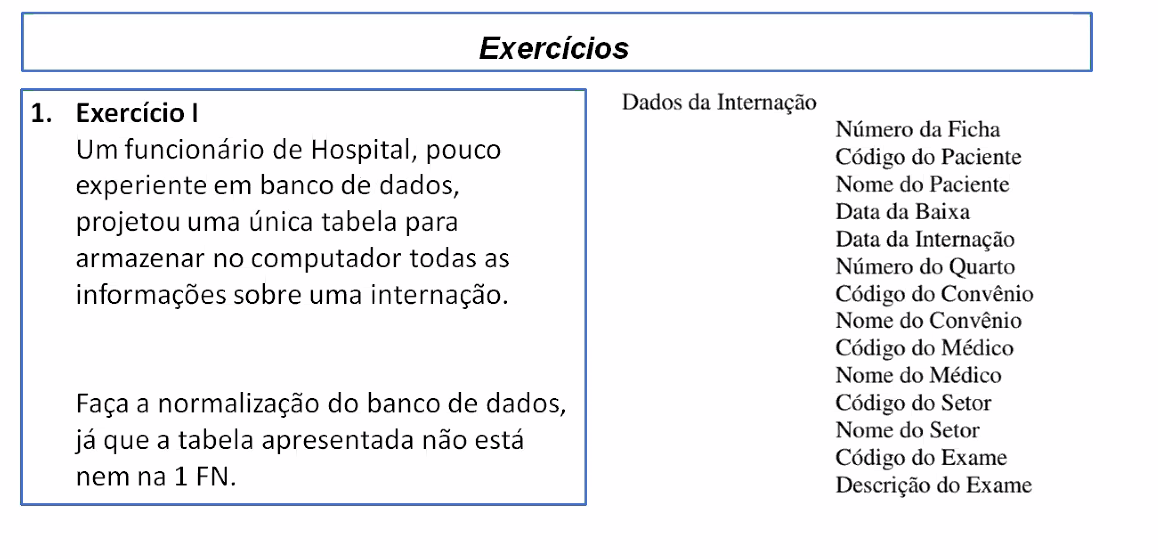 Exercícios
1. Exercício I
Um funcionário de Hospital, pouco
experiente em banco de dados,
projetou uma única tabela para
armazenar no computador todas as
informações sobre uma internação.
Faça a normalização do banco de dados,
já que a tabela apresentada não está
nem na 1 FN.
Dados da Internação
Número da Ficha
Código do Paciente
Nome do Paciente
Data da Baixa
Data da Internação
Número do Quarto
Código do Convênio
Nome do Convênio
Código do Médico
Nome do Médico
Código do Setor
Nome do Setor
Código do Exame
Descrição do Exame